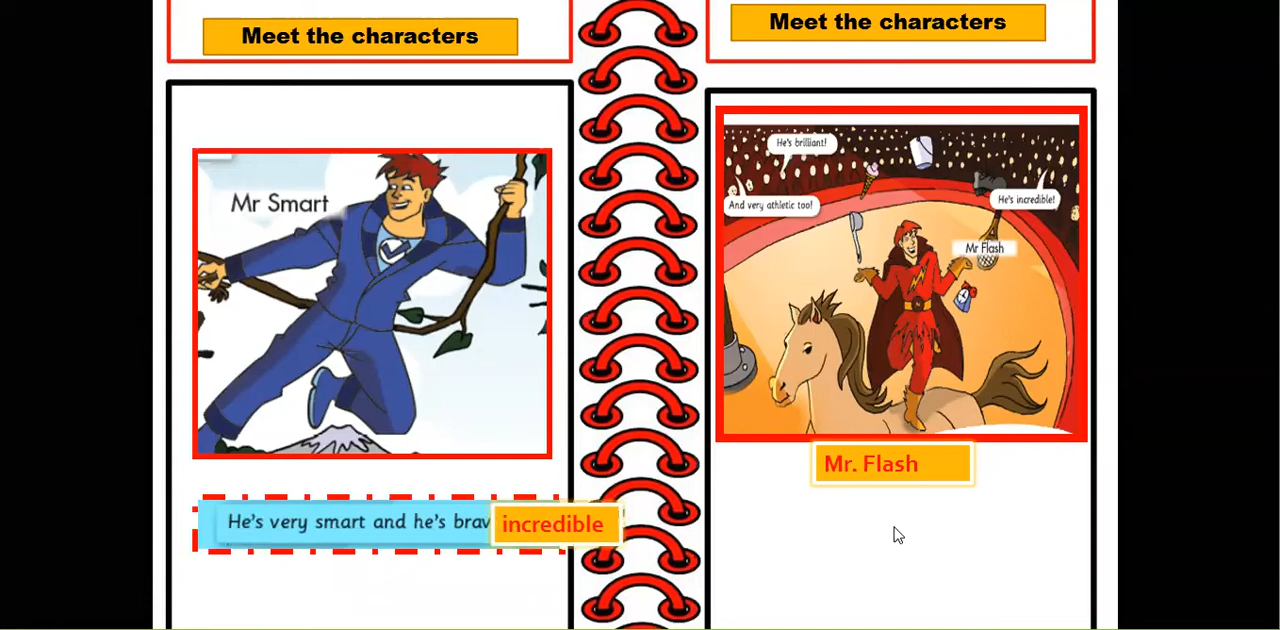 Meet the characters
Mr Smart
He's very smart and he's brav
incredible
Meet the characters
He's brilliant!
And very athletic too!
He's incredible!
Mr Flash
Mr. Flash